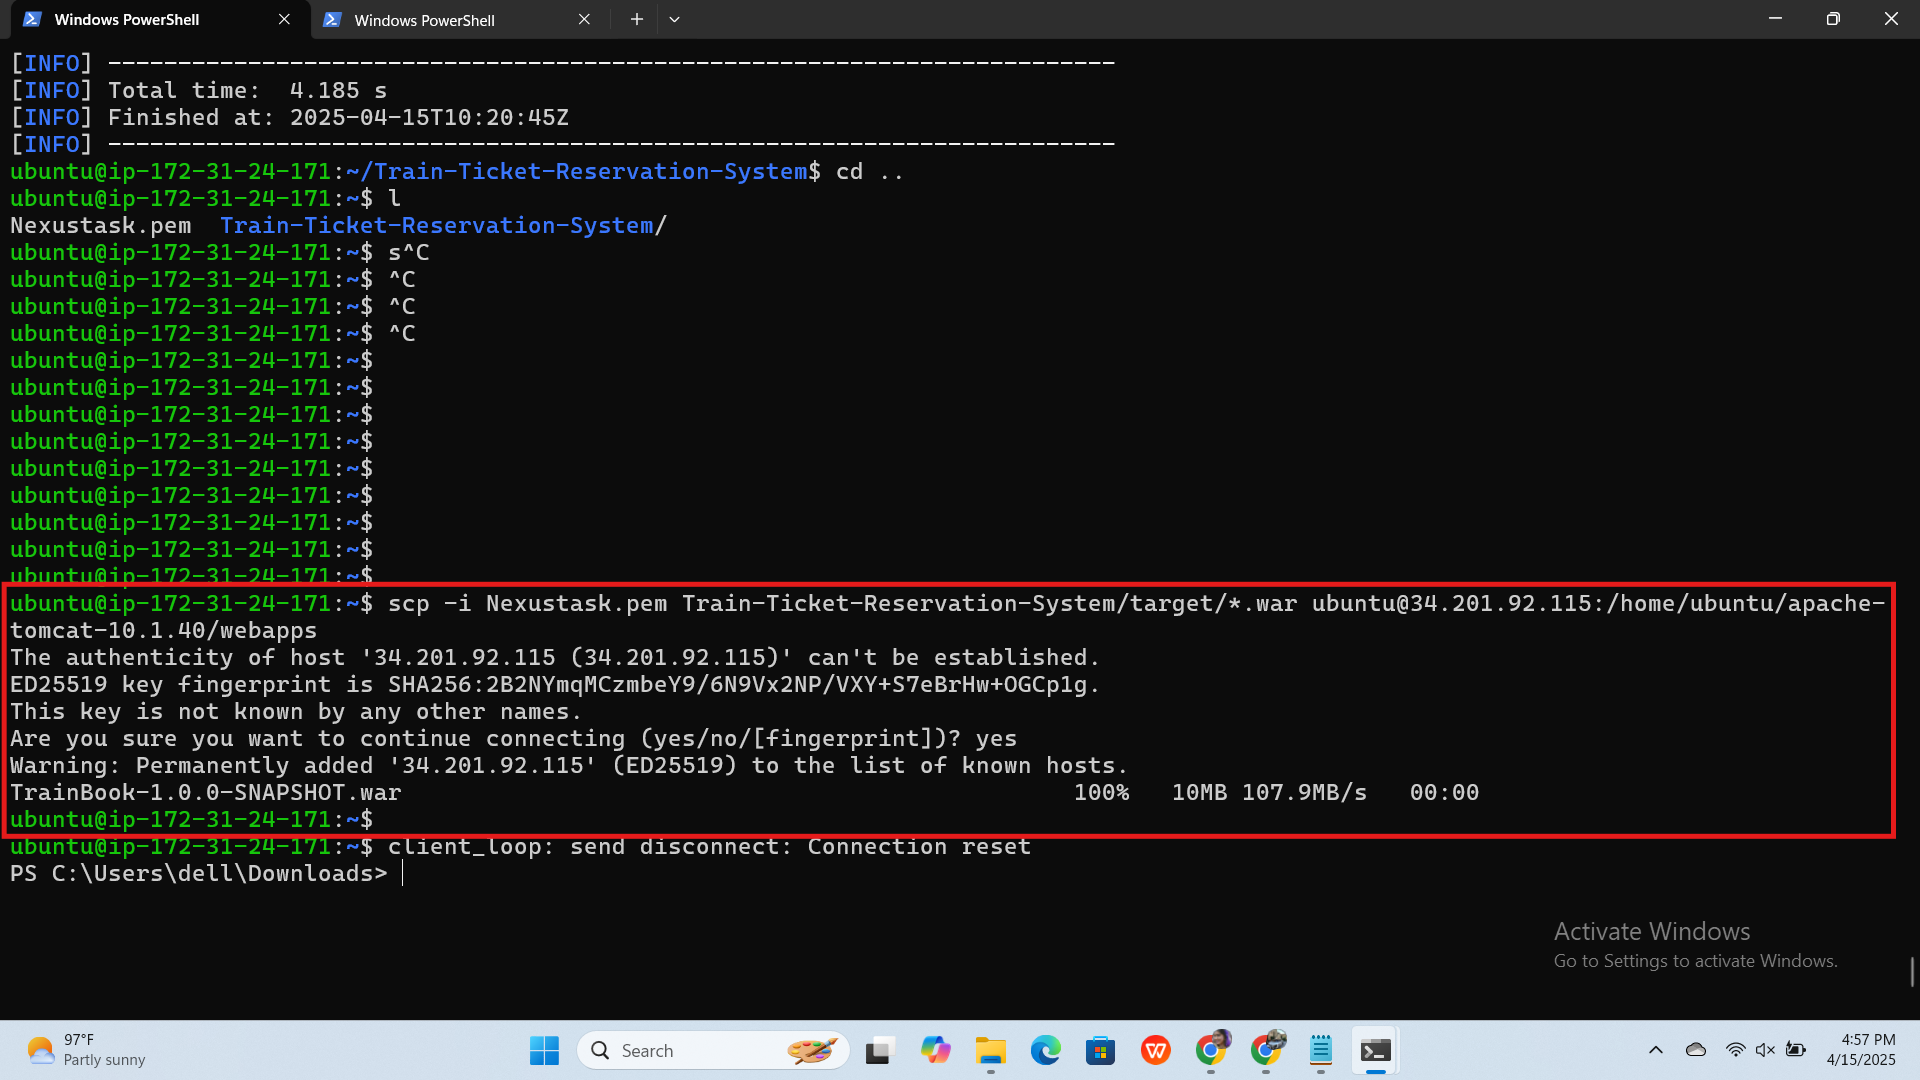 Windows PowerShell
Windows PowerShell
[INFO] ------------------------------------------------------------------------
[INFO] Total time:  4.185 s
[INFO] Finished at: 2025-04-15T10:20:45Z
[INFO] ------------------------------------------------------------------------
ubuntu@ip-172-31-24-171:~/Train-Ticket-Reservation-System$ cd ..
ubuntu@ip-172-31-24-171:~$ l
Nexustask.pem  Train-Ticket-Reservation-System/
ubuntu@ip-172-31-24-171:~$ s^C
ubuntu@ip-172-31-24-171:~$ ^C
ubuntu@ip-172-31-24-171:~$ ^C
ubuntu@ip-172-31-24-171:~$ ^C
ubuntu@ip-172-31-24-171:~$
ubuntu@ip-172-31-24-171:~$
ubuntu@ip-172-31-24-171:~$
ubuntu@ip-172-31-24-171:~$
ubuntu@ip-172-31-24-171:~$
ubuntu@ip-172-31-24-171:~$
ubuntu@ip-172-31-24-171:~$
ubuntu@ip-172-31-24-171:~$
ubuntu@ip-172-31-24-171:~$
ubuntu@ip-172-31-24-171:~$ scp -i Nexustask.pem Train-Ticket-Reservation-System/target/*.war ubuntu@34.201.92.115:/home/ubuntu/apache-
tomcat-10.1.40/webapps
The authenticity of host '34.201.92.115 (34.201.92.115)' can't be established.
ED25519 key fingerprint is SHA256:2B2NYmqMCzmbeY9/6N9Vx2NP/VXY+S7eBrHw+OGCp1g.
This key is not known by any other names.
Are you sure you want to continue connecting (yes/no/[fingerprint])? yes
Warning: Permanently added '34.201.92.115' (ED25519) to the list of known hosts.
TrainBook-1.0.0-SNAPSHOT.war 100% 10MB 107.9MB/s 00:00
ubuntu@ip-172-31-24-171:~$
ubuntu@ip-172-31-24-171:~$ client_loop: send disconnect: Connection reset
PS C:\Users\dell\Downloads>
Activate Windows
Go to Settings to activate Windows.
97°F
Partly sunny
Search
4:57 PM
4/15/2025